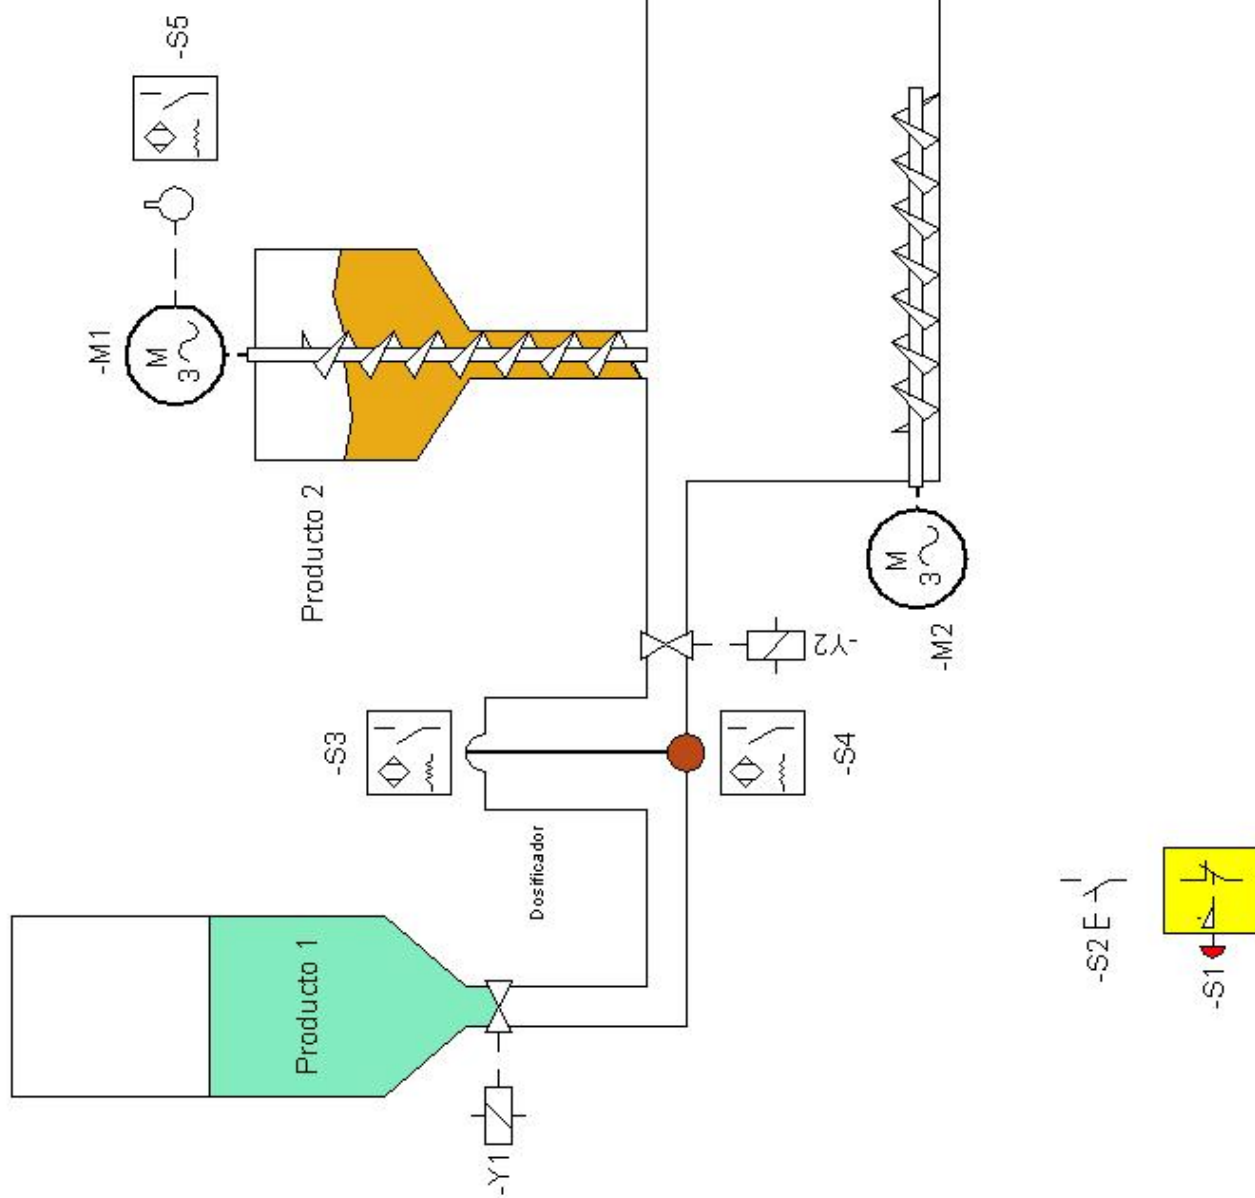 -S5
-M1
M
3
Producto 2
-S3
-Y2
M
3
-M2
-S4
Dosificador
Producto 1
-Y1
-S2
-S1